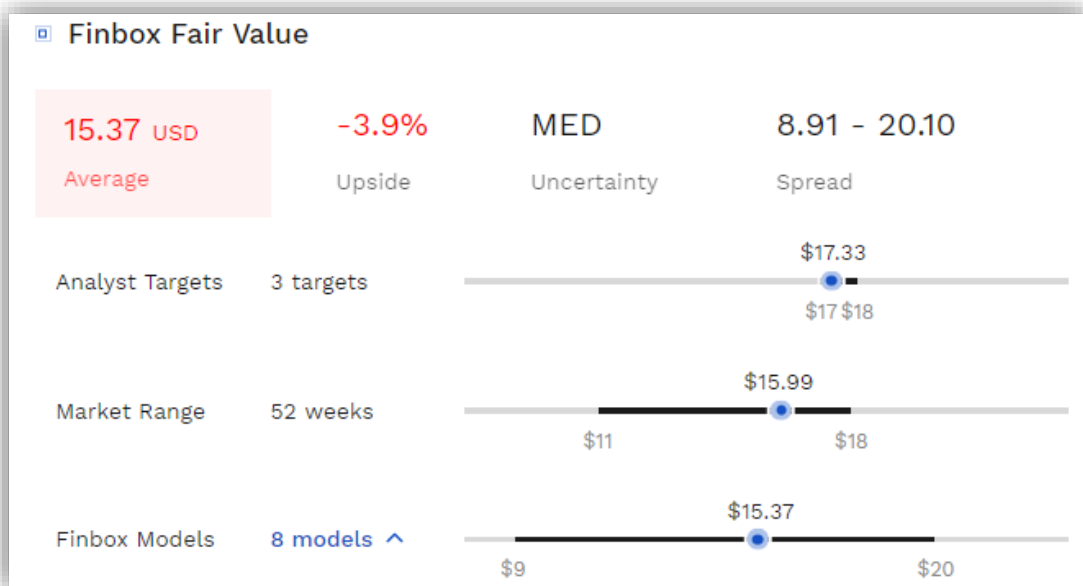 Finbox Fair Value
15.37 USD -3.9% MED 8.91 - 20.10
Average Upside Uncertainty Spread
$17.33
Analyst Targets 3 targets
$17 $18
$15.99
Market Range 52 weeks
$11 $18
$15.37
Finbox Models 8 models
$9 $20